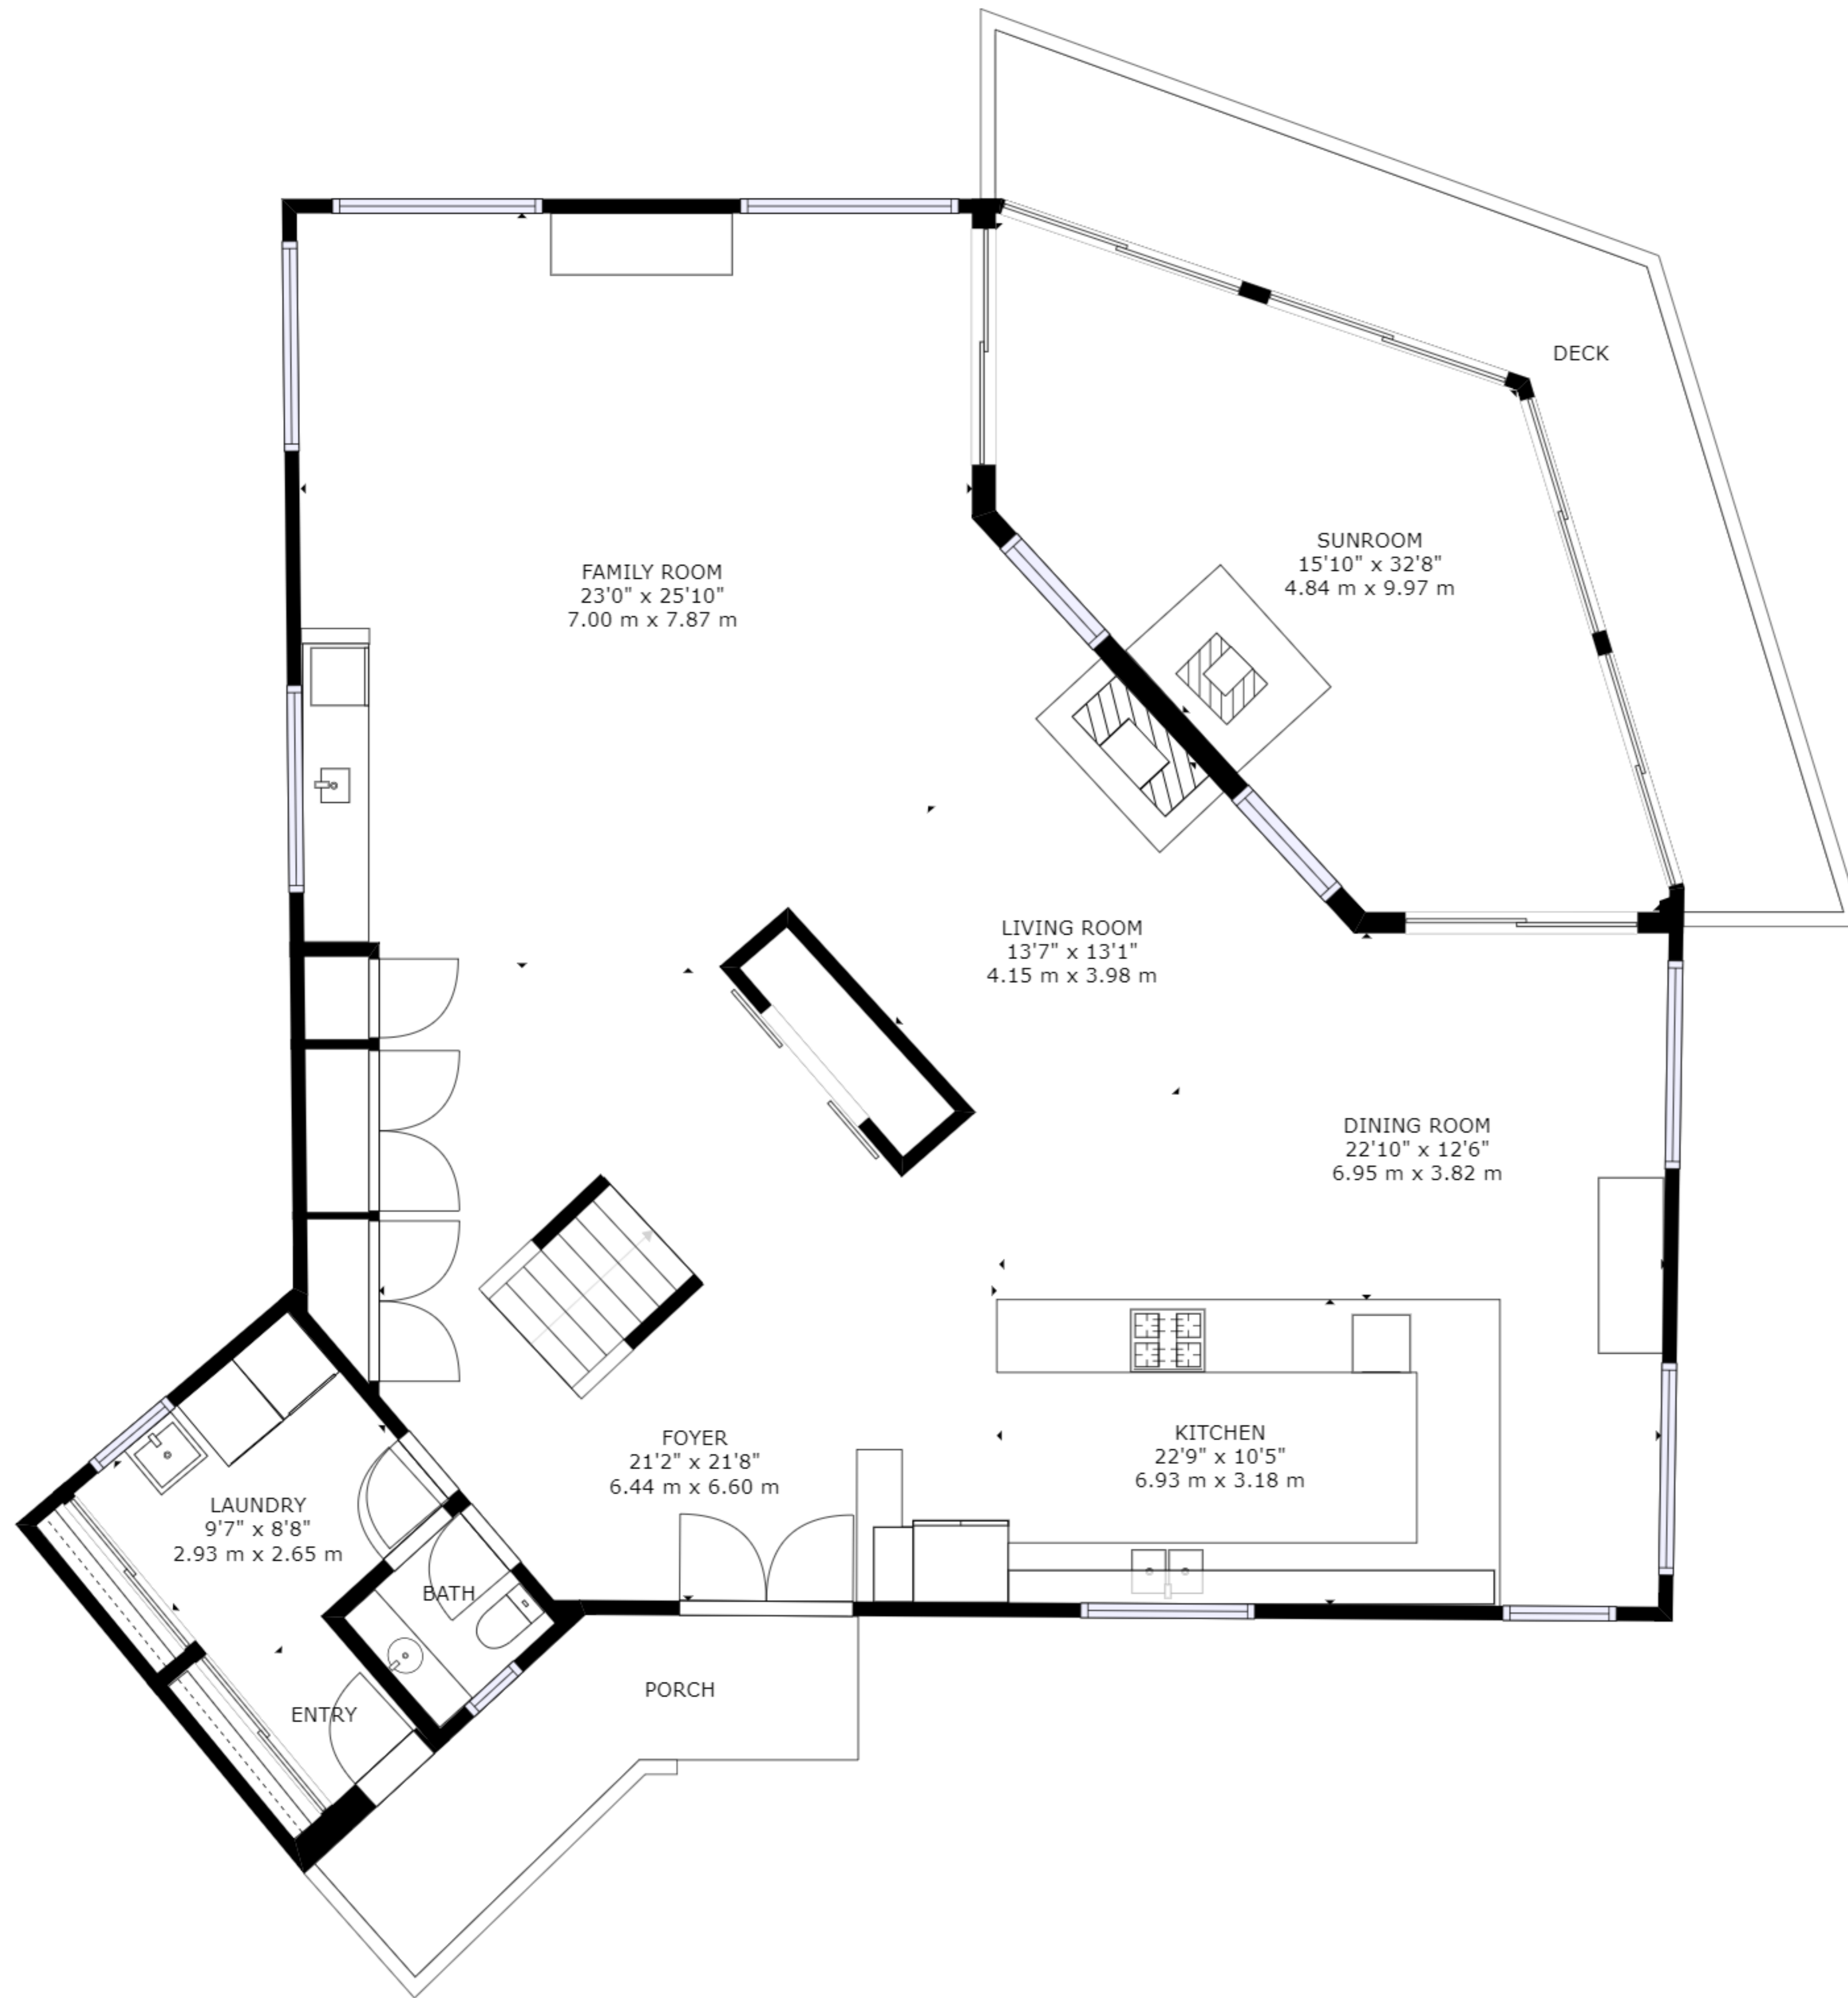 DECK
SUNROOM
15'10" x 32'8"
4.84 m x 9.97 m
FAMILY ROOM
23'0" x 25'10"
7.00 m x 7.87 m
LIVING ROOM
13'7" x 13'1"
4.15 m x 3.98 m
DINING ROOM
22'10" x 12'6"
6.95 m x 3.82 m
KITCHEN
22'9" x 10'5"
6.93 m x 3.18 m
FOYER
21'2" x 21'8"
6.44 m x 6.60 m
LAUNDRY
9'7" x 8'8"
2.93 m x 2.65 m
BATH
PORCH
ENTRY